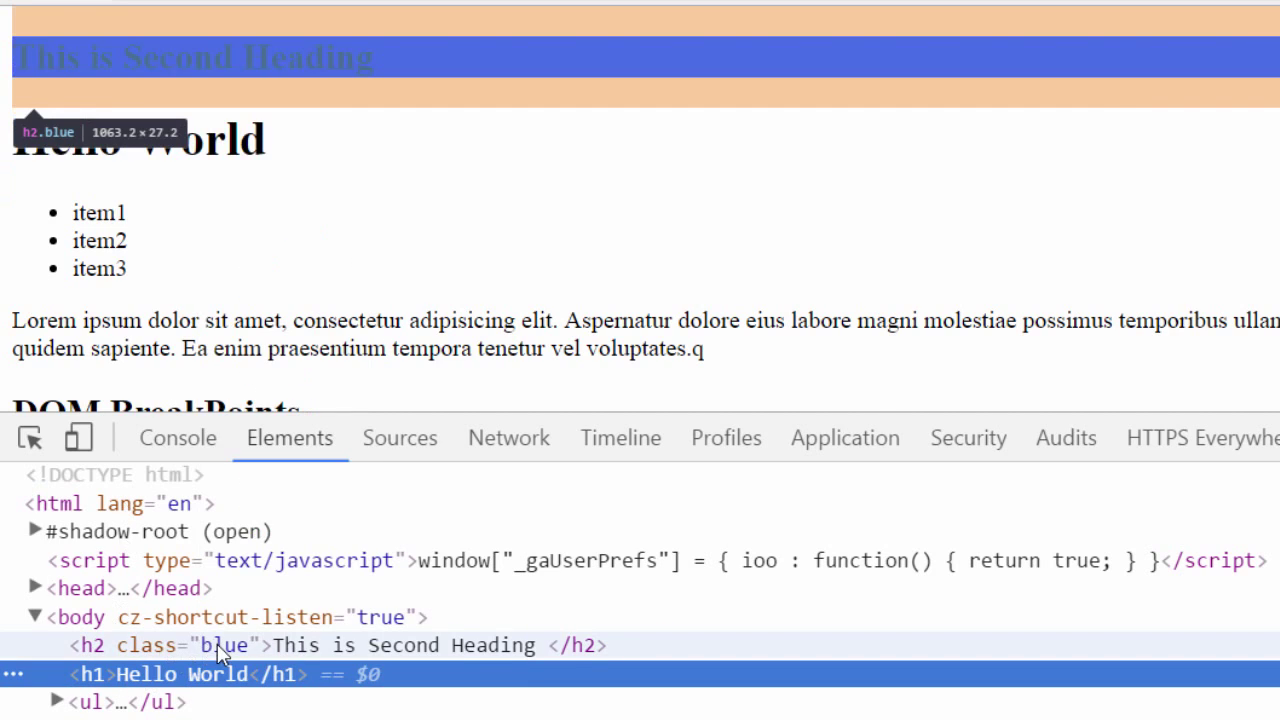 This is Second Heading
h2.blue | 1063.2×27.2
Hello World
• item1
• item2
• item3
Lorem ipsum dolor sit amet, consectetur adipisicing elit. Aspernatur dolore eius labore magni molestiae possimus temporibus ullan
quidem sapiente. Ea enim praesentium tempora tenetur vel voluptates.q
DOM BreakPoints
Console Elements Sources Network Timeline Profiles Application Security Audits HTTPS Everywhe
<!DOCTYPE html>
<html lang="en">
▶#shadow-root (open)
<script type="text/javascript">window["_gaUserPrefs"] = { ioo : function() { return true; } }</script>
▶<head>…</head>
▼<body cz-shortcut-listen="true">
<h2 class="blue">This is Second Heading </h2>
••• <h1>Hello World</h1> == $0
▶<ul>…</ul>